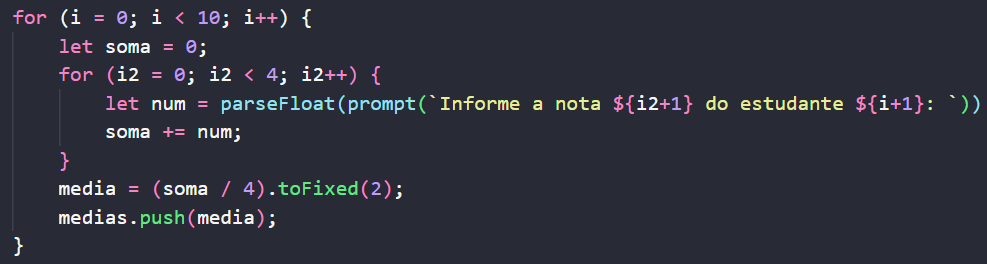 for (i = 0; i < 10; i++) {
    let soma = 0;
    for (i2 = 0; i2 < 4; i2++) {
        let num = parseFloat(prompt(`Informe a nota ${i2+1} do estudante ${i+1}: `))
        soma += num;
    }
    media = (soma / 4).toFixed(2);
    medias.push(media);
}